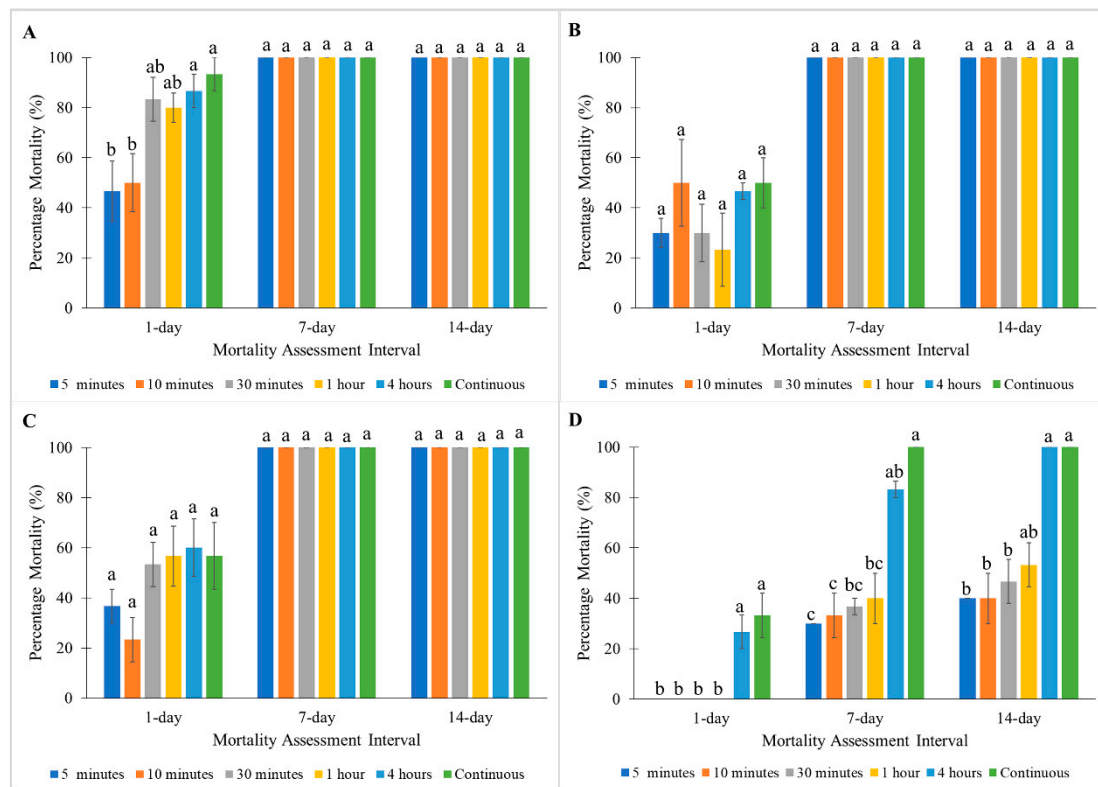 A
Percentage Mortality (%)
100
80
60
40
20
0
b b ab ab a a
a a a a a a
a a a a a a
1-day 7-day 14-day
Mortality Assessment Interval
5 minutes 10 minutes 30 minutes 1 hour 4 hours Continuous
B
Percentage Mortality (%)
100
80
60
40
20
0
a a a a a a
a a a a a a
a a a a a a
1-day 7-day 14-day
Mortality Assessment Interval
5 minutes 10 minutes 30 minutes 1 hour 4 hours Continuous
C
Percentage Mortality (%)
100
80
60
40
20
0
a a a a a a
a a a a a a
a a a a a a
1-day 7-day 14-day
Mortality Assessment Interval
5 minutes 10 minutes 30 minutes 1 hour 4 hours Continuous
D
Percentage Mortality (%)
100
80
60
40
20
0
b b b b a a
c c bc bc ab a
b b b ab a a
1-day 7-day 14-day
Mortality Assessment Interval
5 minutes 10 minutes 30 minutes 1 hour 4 hours Continuous